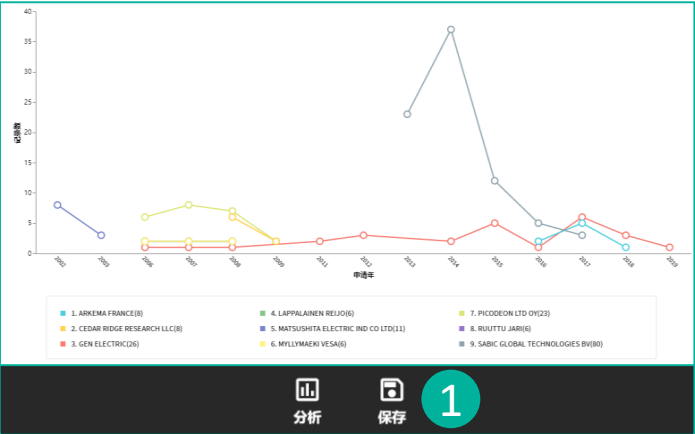 40
35
30
25
20
15
10
5
0
记录数
2002 2003 2006 2007 2008 2009 2011 2012 2013 2014 2015 2016 2017 2018 2019
申请年
1. ARKEMA FRANCE(8) 4. LAPPALAINEN REIJO(6) 7. PICODEON LTD OY(23)
2. CEDAR RIDGE RESEARCH LLC(8) 5. MATSUSHITA ELECTRIC IND CO LTD(11) 8. RUUTTU JARI(6)
3. GEN ELECTRIC(26) 6. MYLLYMAEKI VESA(6) 9. SABIC GLOBAL TECHNOLOGIES BV(80)
分析 保存 1